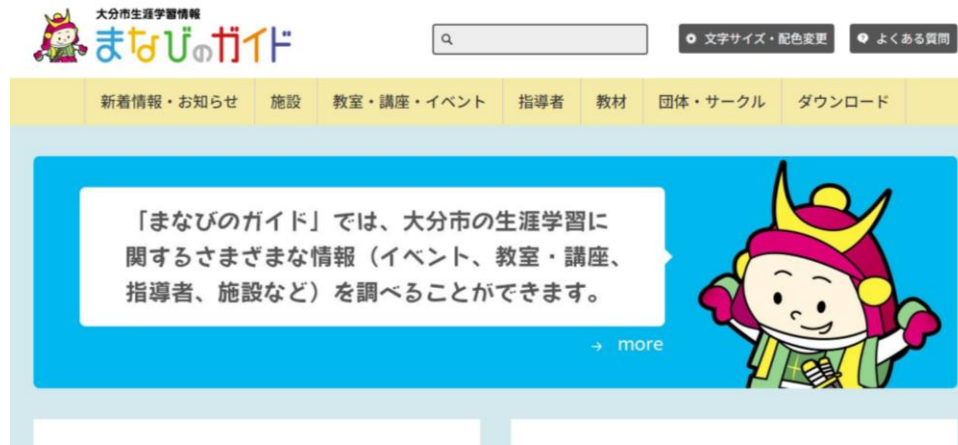 大分市生涯学習情報
まなびのガイド
文字サイズ・配色変更
よくある質問
新着情報・お知らせ 施設 教室・講座・イベント 指導者 教材 団体・サークル ダウンロード
「まなびのガイド」では、大分市の生涯学習に
関するさまざまな情報（イベント、教室・講座、
指導者、施設など）を調べることができます。
→ more